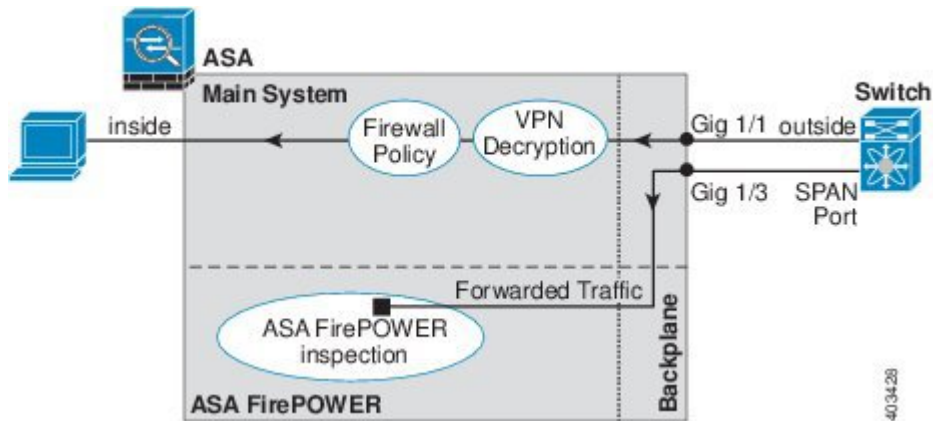 ASA
Main System
Switch
inside
Firewall
Policy
VPN
Decryption
Gig 1/1
outside
Gig 1/3
SPAN
Port
Forwarded Traffic
ASA FirePOWER
inspection
Backplane
ASA FirePOWER
403428